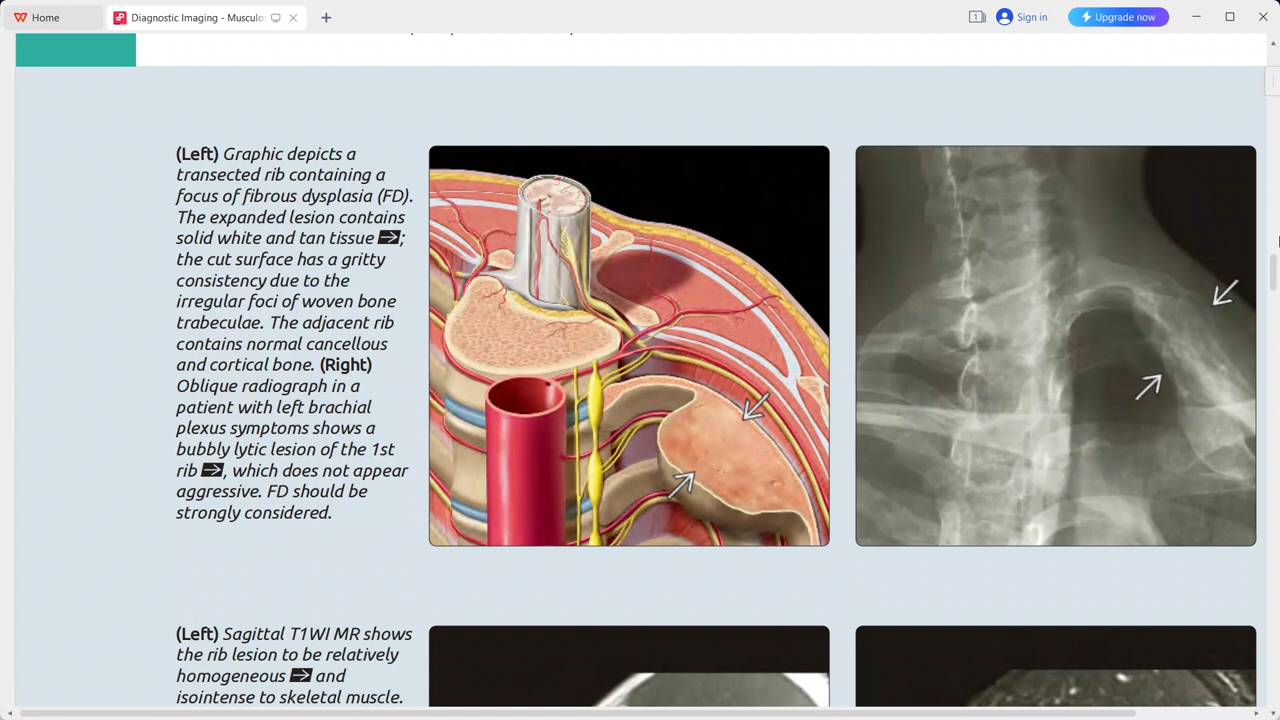 Home
Diagnostic Imaging - Musculos
1
Sign in
Upgrade now
(Left) Graphic depicts a
transected rib containing a
focus of fibrous dysplasia (FD).
The expanded lesion contains
solid white and tan tissue ➡;
the cut surface has a gritty
consistency due to the
irregular foci of woven bone
trabeculae. The adjacent rib
contains normal cancellous
and cortical bone. (Right)
Oblique radiograph in a
patient with left brachial
plexus symptoms shows a
bubbly lytic lesion of the 1st
rib ➡, which does not appear
aggressive. FD should be
strongly considered.
(Left) Sagittal T1WI MR shows
the rib lesion to be relatively
homogeneous ➡ and
isointense to skeletal muscle.